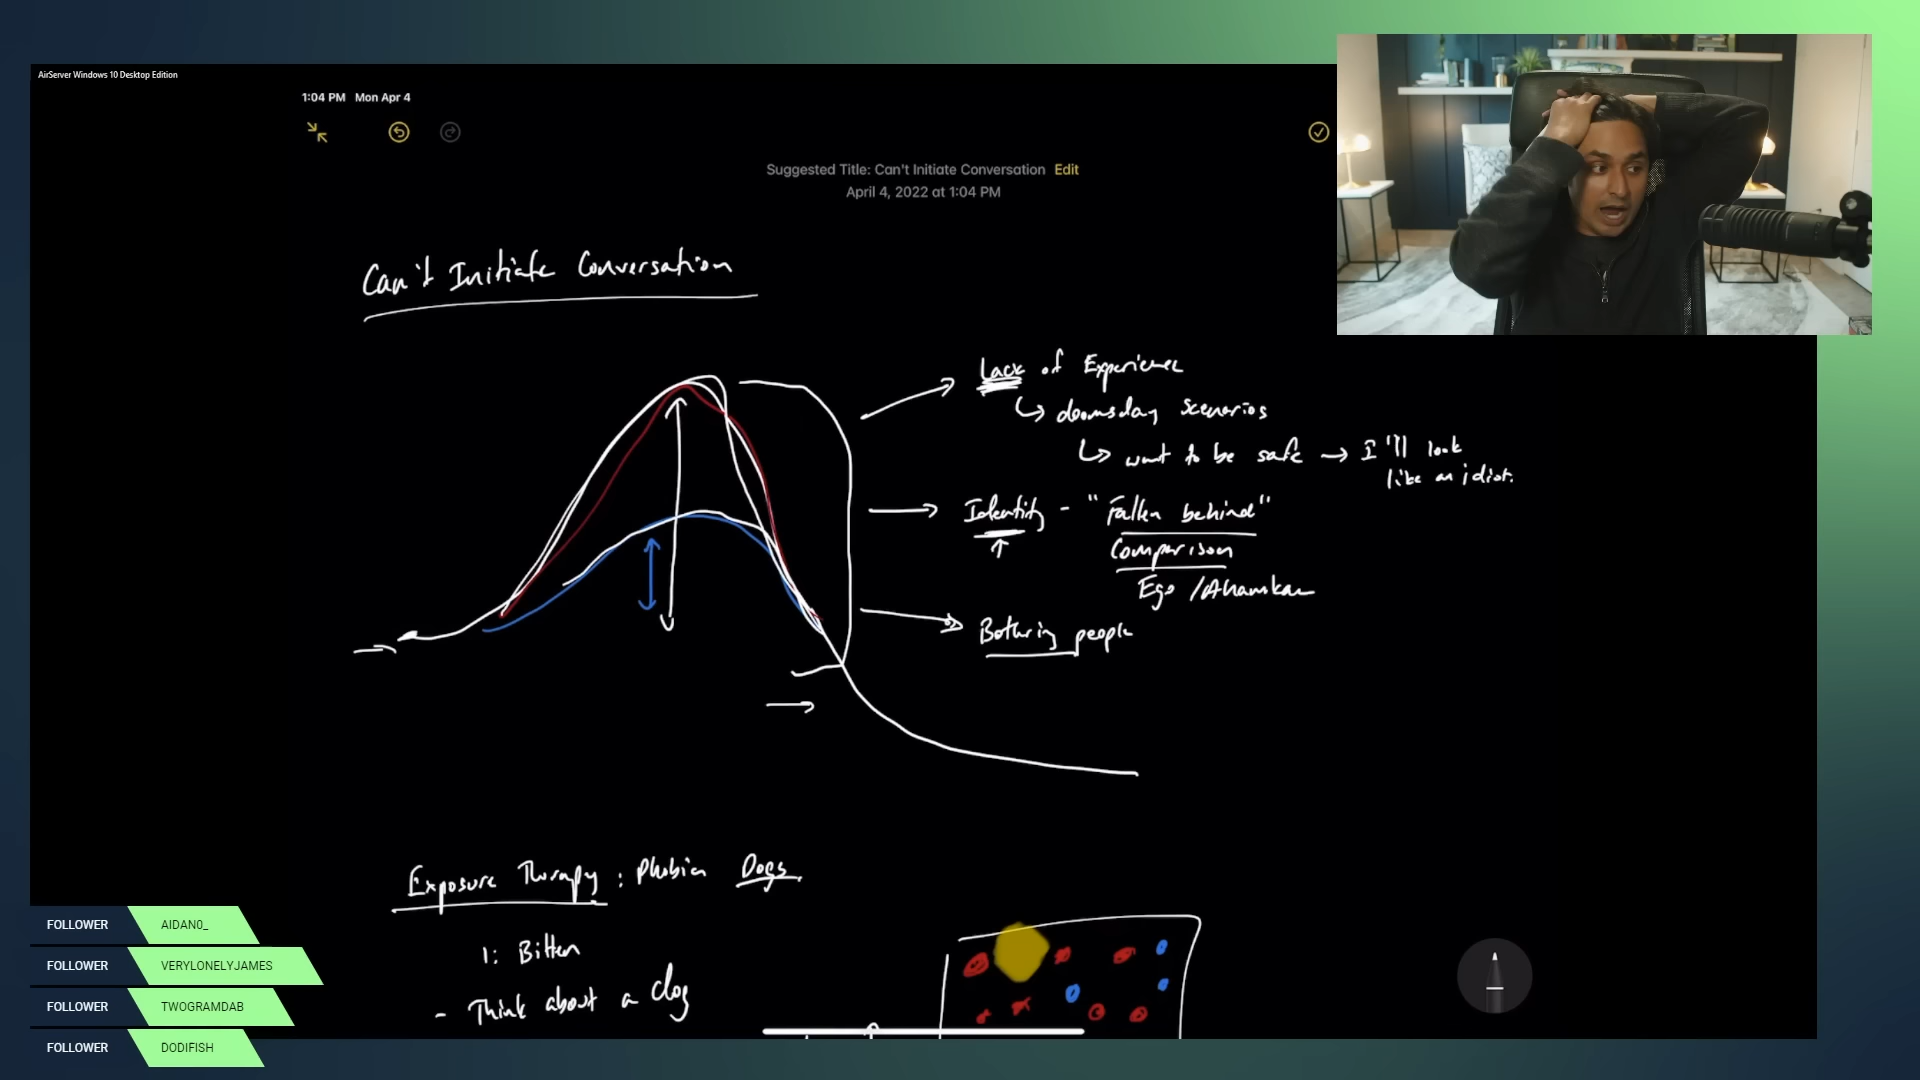 AirServer Windows 10 Desktop Edition
1:04 PM Mon Apr 4
Suggested Title: Can't Initiate Conversation Edit
April 4, 2022 at 1:04 PM
Can't Initiate Conversation
Lack of Experience
doomsday scenarios
want to be safe → I'll look
like an idiot.
Identity - "Fallen behind"
Comparison
Ego / Ahamkar
Bothering people
Exposure Therapy : Phobia Dogs
1: Bitten
- Think about a dog
FOLLOWER AIDAN0_
FOLLOWER VERYLONELYJAMES
FOLLOWER TWOGRAMDAB
FOLLOWER DODIFISH